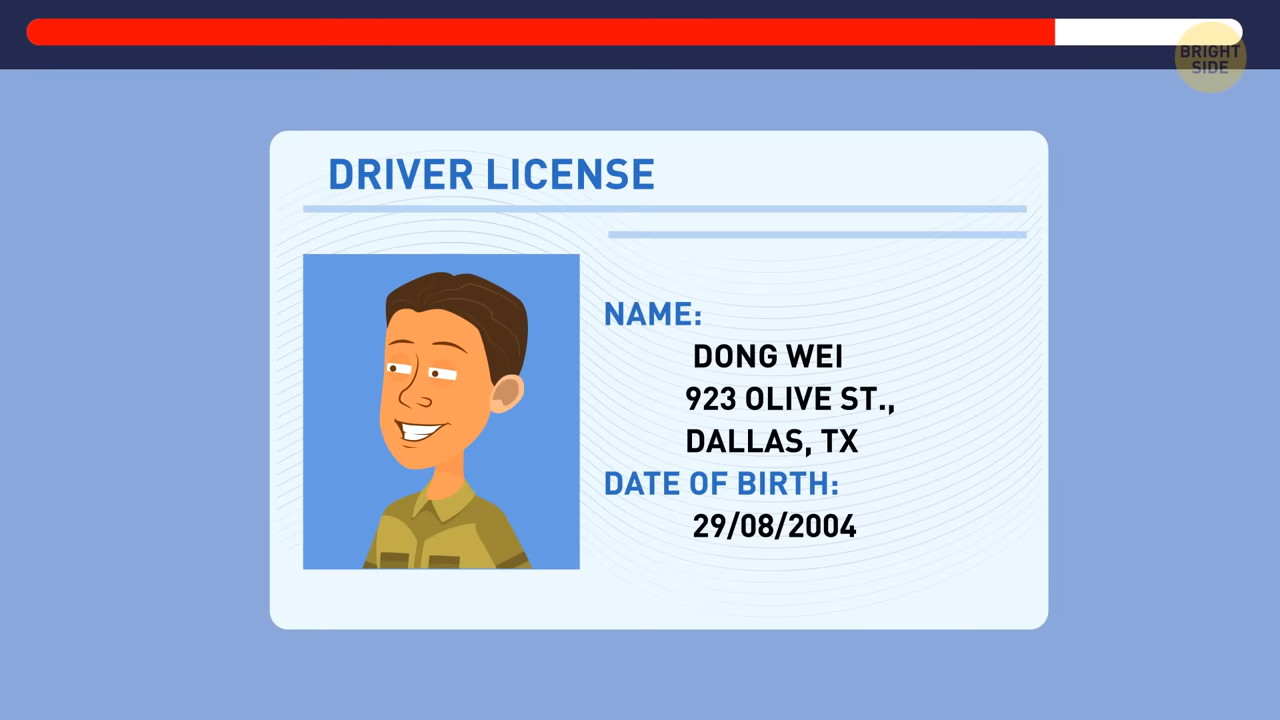 BRIGHT
SIDE
DRIVER LICENSE
NAME:
DONG WEI
923 OLIVE ST.,
DALLAS, TX
DATE OF BIRTH:
29/08/2004